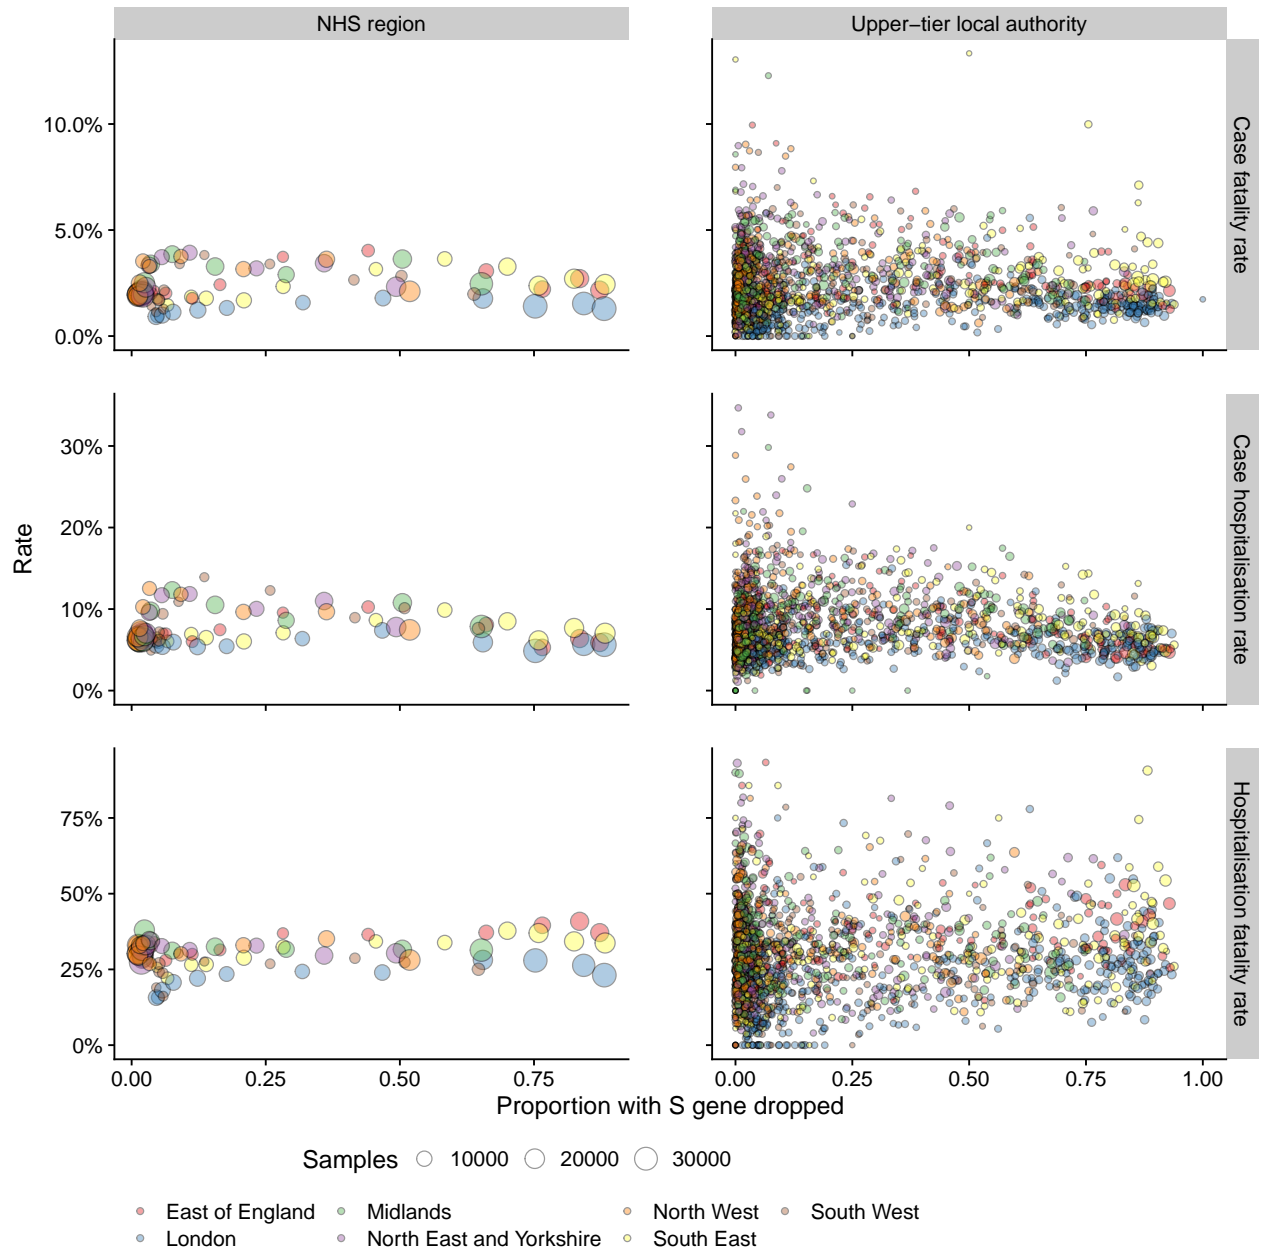 NHS region
Upper−tier local authority
10.0%
5.0%
0.0%
Case fatality rate
30%
20%
10%
0%
Case hospitalisation rate
Rate
75%
50%
25%
0%
Hospitalisation fatality rate
0.00 0.25 0.50 0.75
0.00 0.25 0.50 0.75 1.00
Proportion with S gene dropped
Samples 10000 20000 30000
East of England Midlands North West South West
London North East and Yorkshire South East